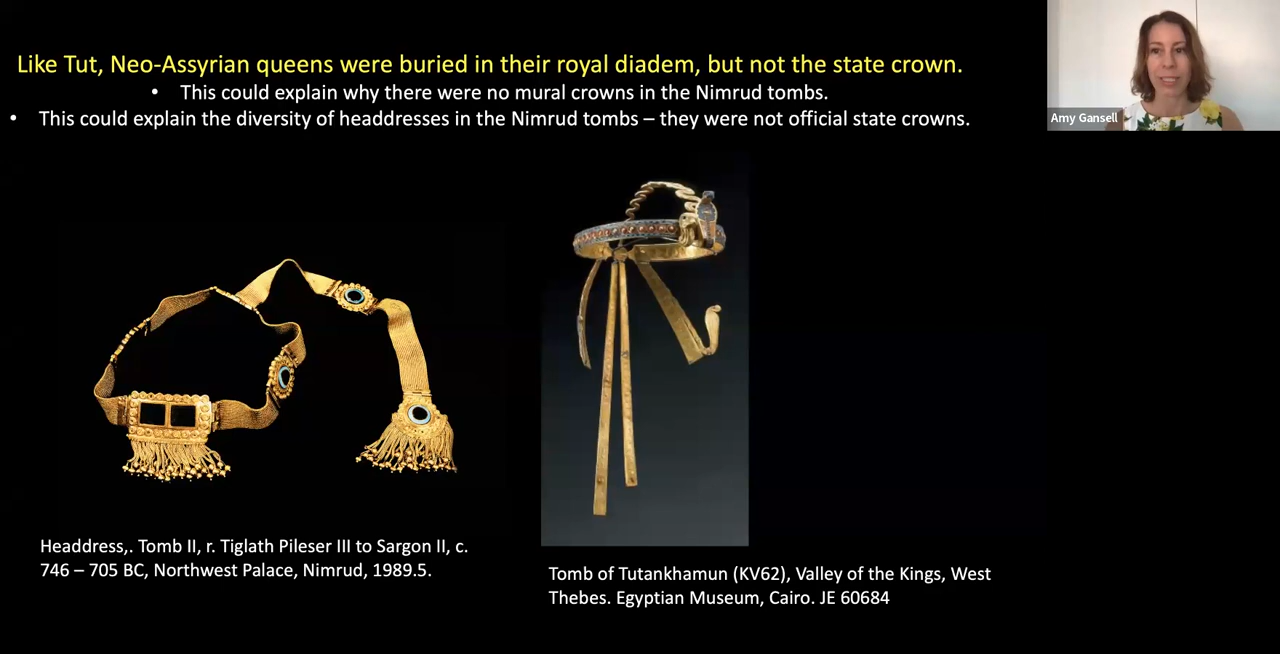 Like Tut, Neo-Assyrian queens were buried in their royal diadem, but not the state crown.
• This could explain why there were no mural crowns in the Nimrud tombs.
• This could explain the diversity of headdresses in the Nimrud tombs – they were not official state crowns.
Amy Gansell
Headdress,. Tomb II, r. Tiglath Pileser III to Sargon II, c.
746 – 705 BC, Northwest Palace, Nimrud, 1989.5.
Tomb of Tutankhamun (KV62), Valley of the Kings, West
Thebes. Egyptian Museum, Cairo. JE 60684